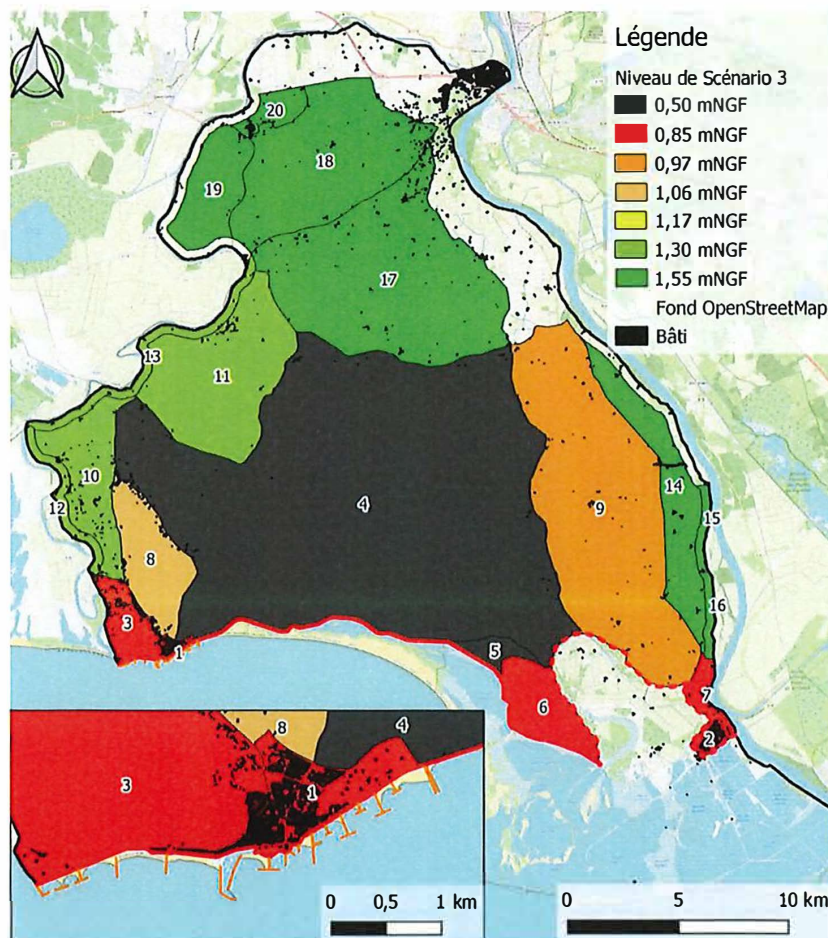 Légende
Niveau de Scénario 3
0,50 mNGF
0,85 mNGF
0,97 mNGF
1,06 mNGF
1,17 mNGF
1,30 mNGF
1,55 mNGF
Fond OpenStreetMap
Bâti
20
18
19
17
13
11
10
12
4
9
14
15
8
16
3
1
5
7
6
2
8
4
3
1
0 0,5 1 km
0 5 10 km